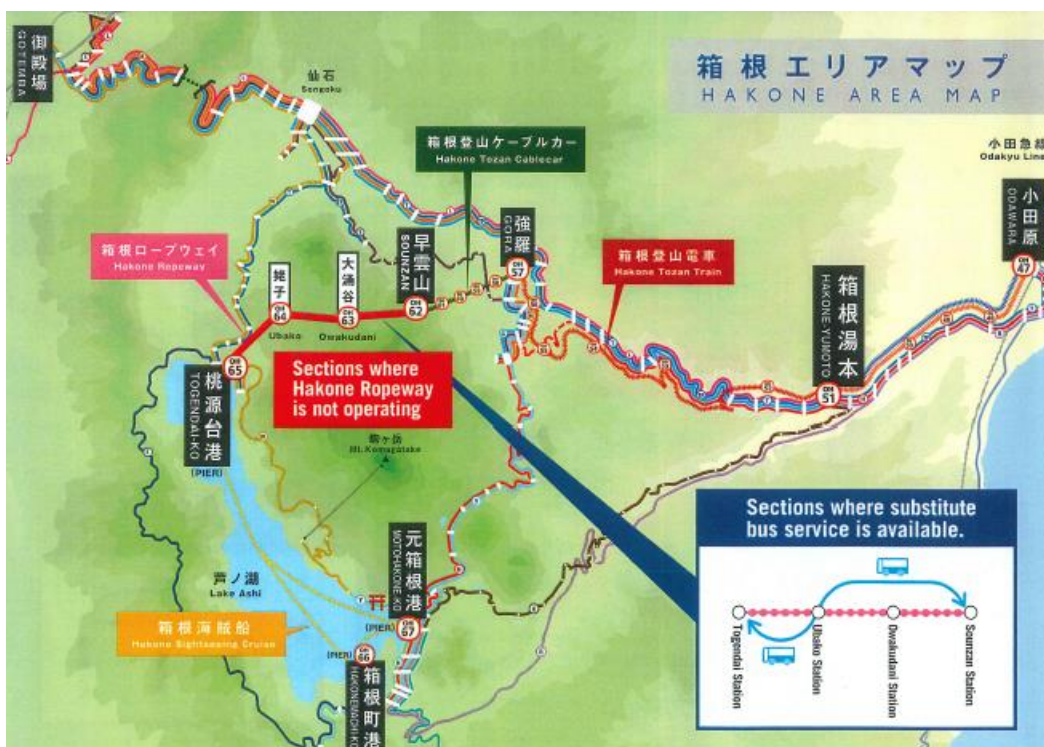 箱根エリアマップ
HAKONE AREA MAP
御殿場
GOTEMBA
仙石
Sengoku
箱根登山ケーブルカー
Hakone Tozan Cablecar
小田急線
Odakyu Line
小田原
ODAWARA
OH
47
箱根ロープウェイ
Hakone Ropeway
早雲山
SOUNZAN
OH
62
強羅
GORA
OH
57
箱根登山電車
Hakone Tozan Train
箱根湯本
HAKONE-YUMOTO
OH
51
姥子
OH
64
Ubako
大涌谷
OH
63
Owakudani
OH
65
桃源台港
TOGENDAI-KO
(PIER)
Sections where
Hakone Ropeway
is not operating
駒ヶ岳
Mt. Komagatake
芦ノ湖
Lake Ashi
箱根海賊船
Hakone Sightseeing Cruise
元箱根港
MOTOHAKONE-KO
(PIER)
OH
67
(PIER)
OH
66
箱根町港
HAKONEMACHI-KO
Sections where substitute
bus service is available.
Togendai Station
Ubako Station
Owakudani Station
Sounzan Station